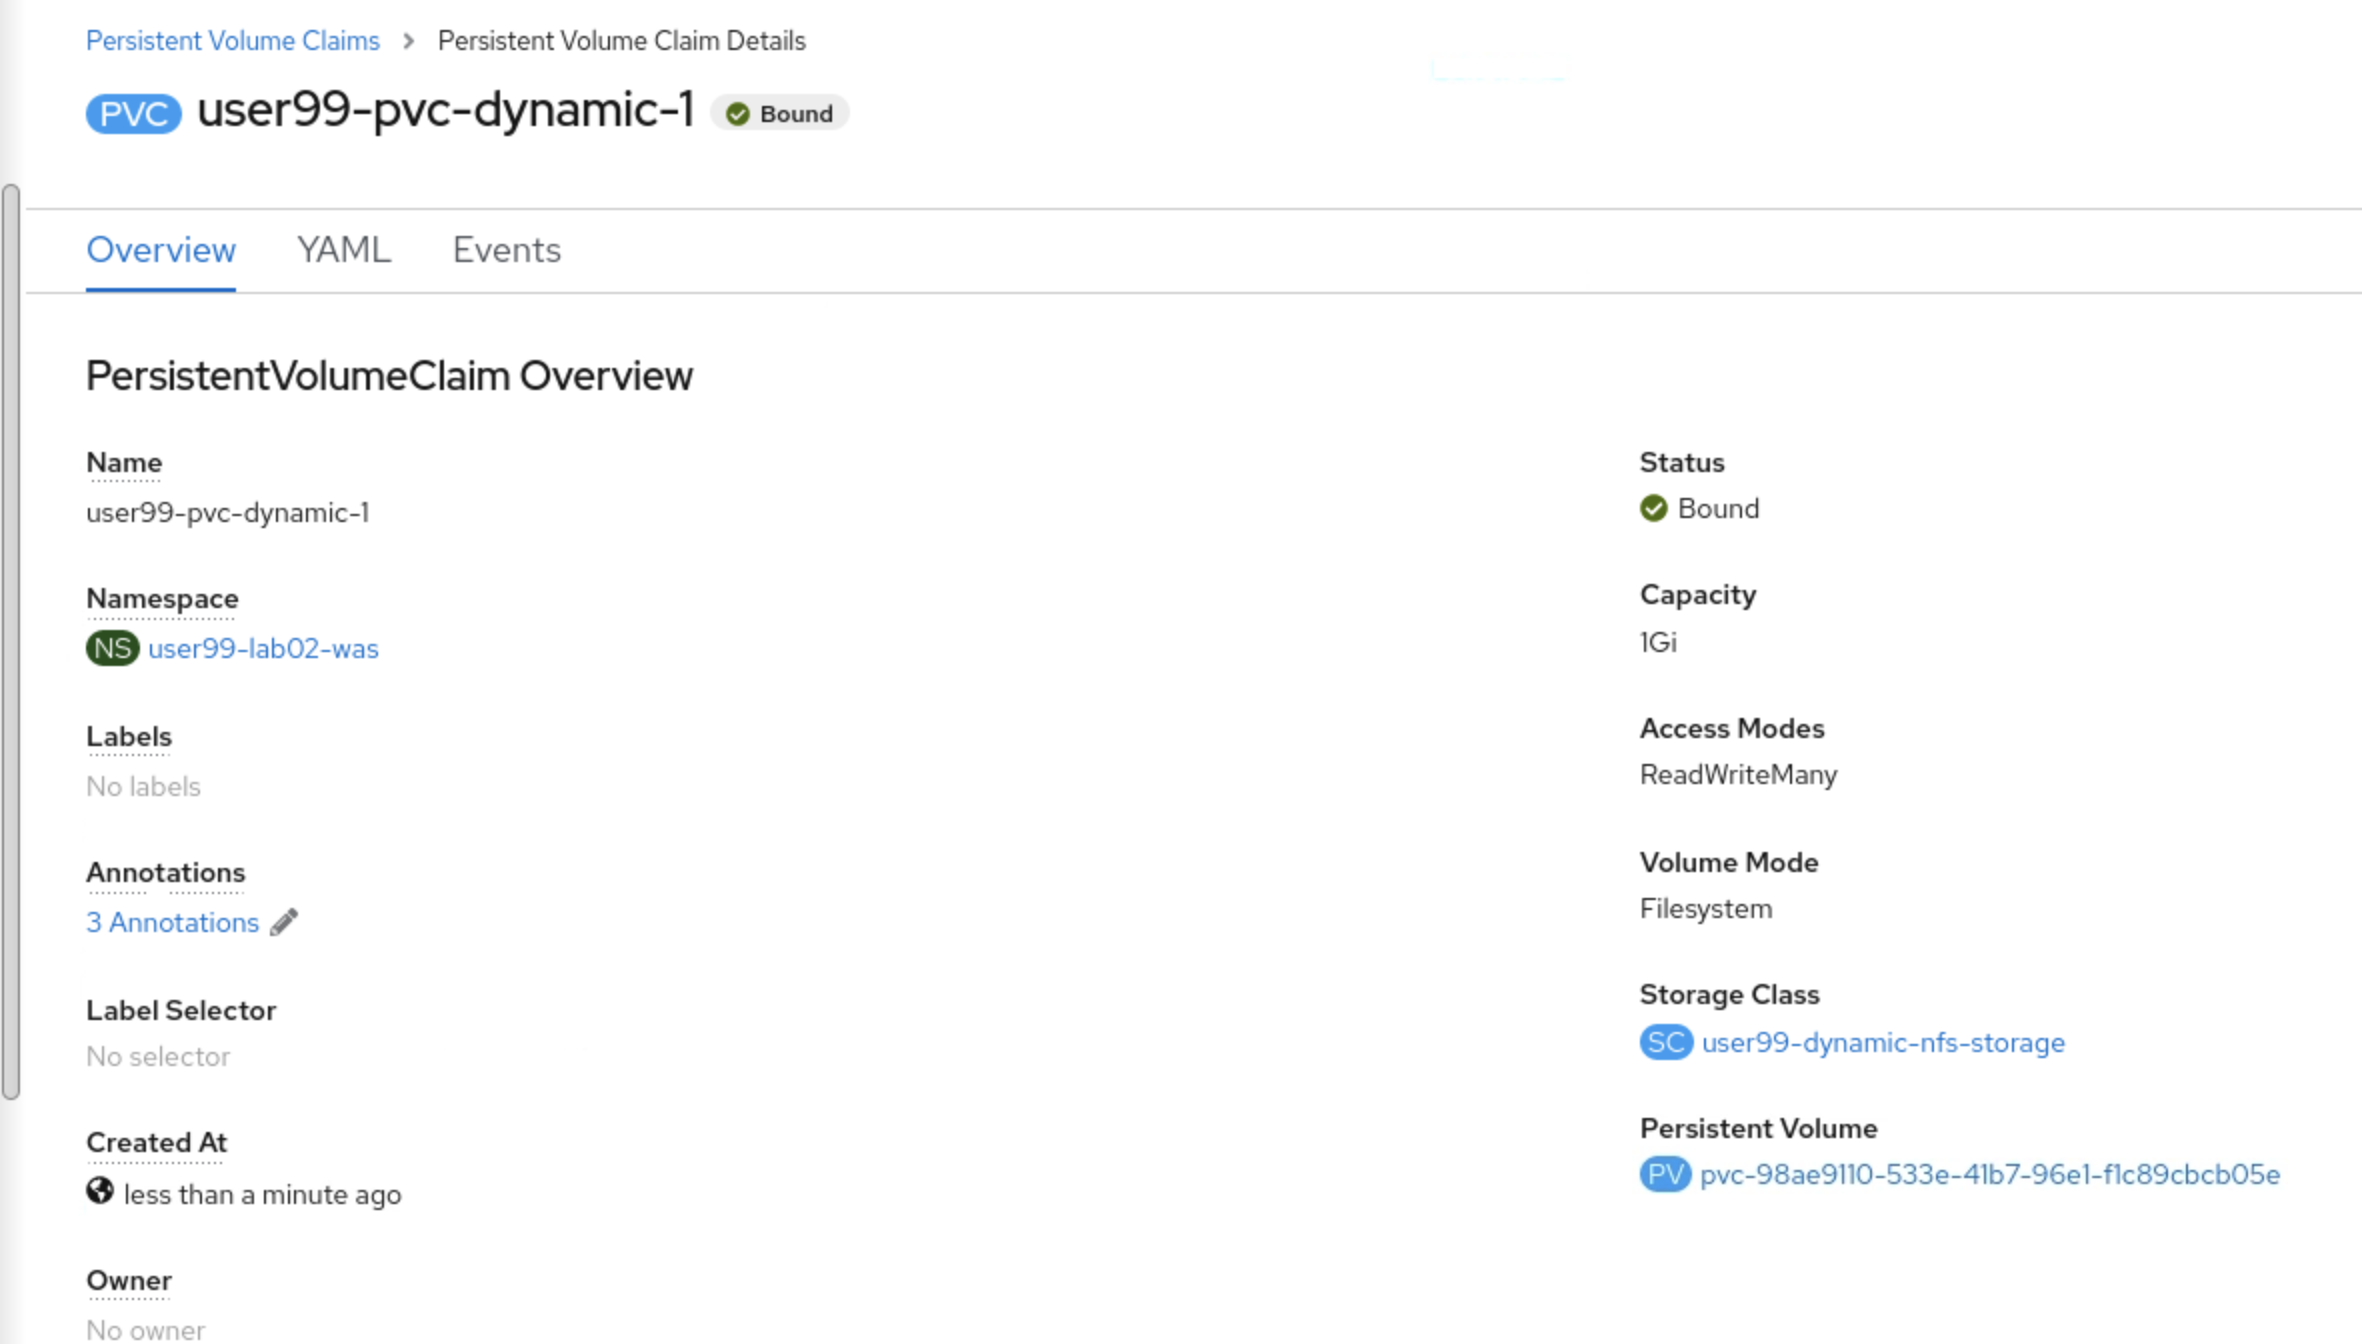 Persistent Volume Claims > Persistent Volume Claim Details
PVC user99-pvc-dynamic-1 Bound
Overview YAML Events
PersistentVolumeClaim Overview
Name
user99-pvc-dynamic-1
Namespace
NS user99-lab02-was
Labels
No labels
Annotations
3 Annotations
Label Selector
No selector
Created At
less than a minute ago
Owner
No owner
Status
Bound
Capacity
1Gi
Access Modes
ReadWriteMany
Volume Mode
Filesystem
Storage Class
SC user99-dynamic-nfs-storage
Persistent Volume
PV pvc-98ae9110-533e-41b7-96e1-f1c89cbcb05e